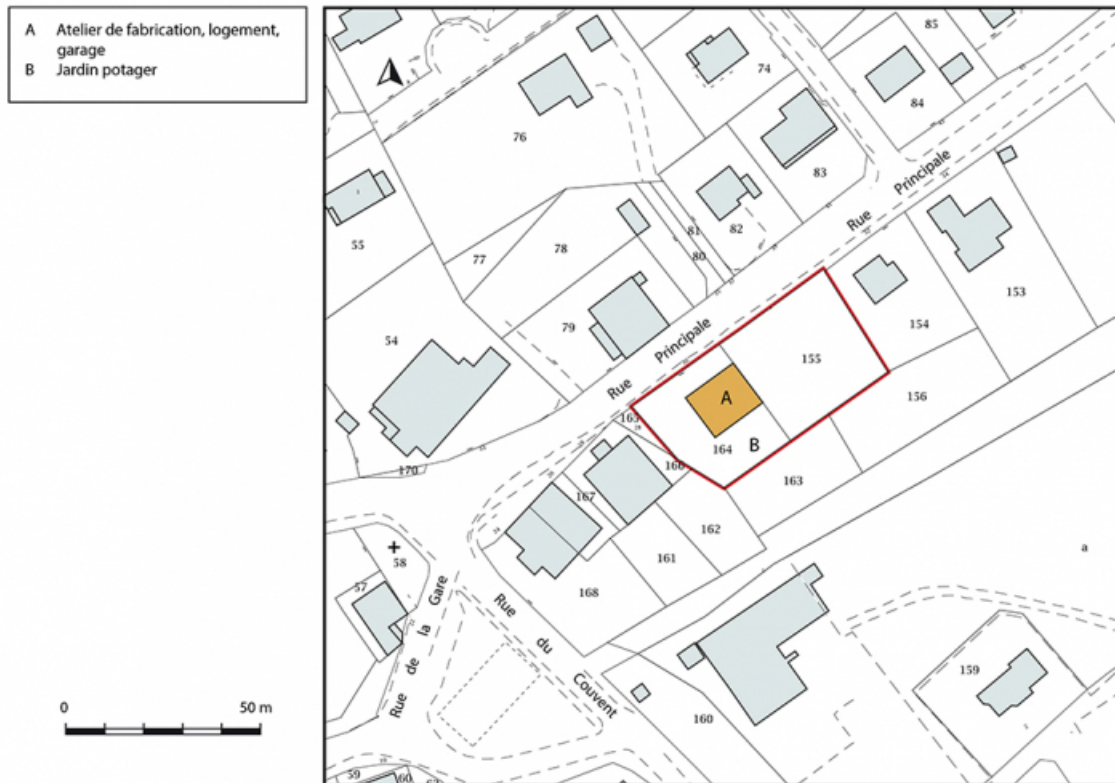 A Atelier de fabrication, logement,
garage
B Jardin potager
85
74
84
76
83
55
81
82
78
77
80
Rue Principale
153
79
154
54
Rue Principale
155
A
156
165
164
B
166
163
170
167
162
161
58
57
168
a
Rue de la Gare
Rue du Couvent
159
160
0 50 m
59
60